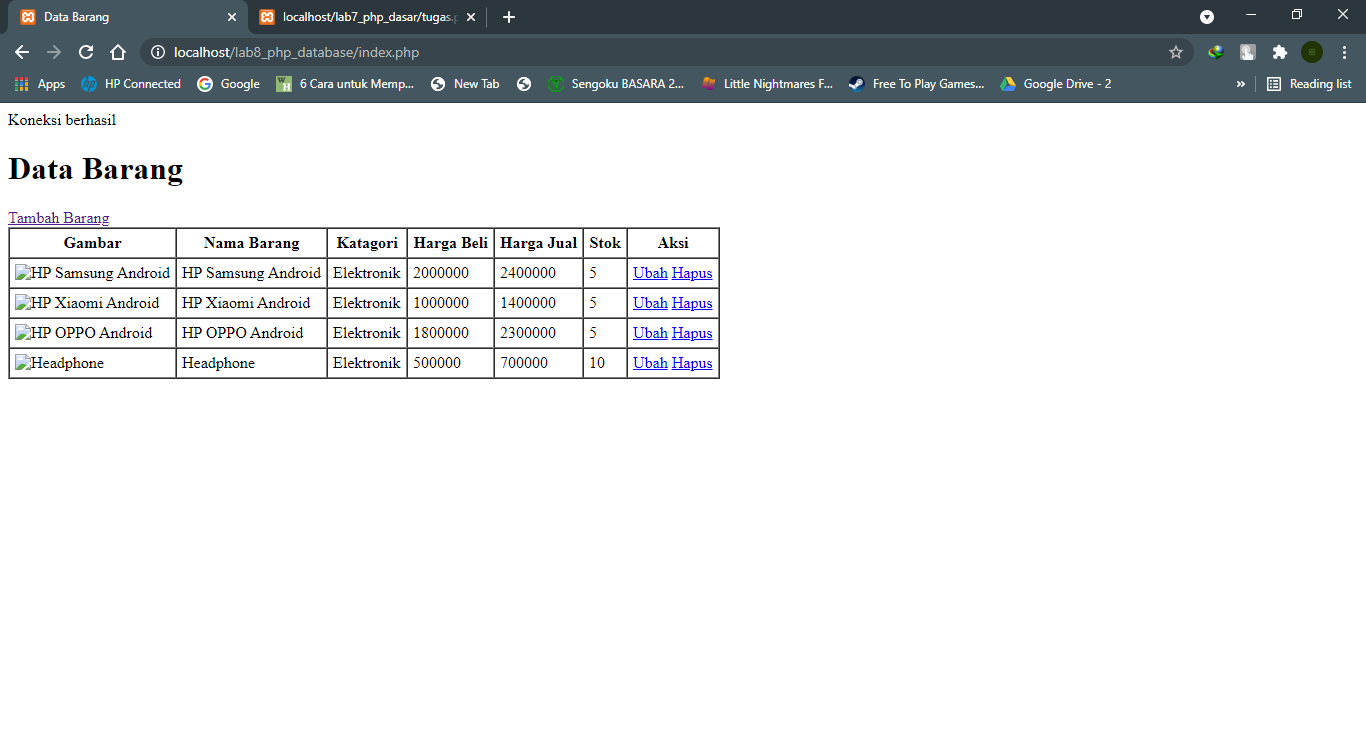 Data Barang
localhost/lab7_php_dasar/tugas.p
localhost/lab8_php_database/index.php
Apps HP Connected Google 6 Cara untuk Memp... New Tab Sengoku BASARA 2... Little Nightmares F... Free To Play Games... Google Drive - 2 » Reading list
Koneksi berhasil
Data Barang
Tambah Barang
Gambar Nama Barang Katagori Harga Beli Harga Jual Stok Aksi
HP Samsung Android HP Samsung Android Elektronik 2000000 2400000 5 Ubah Hapus
HP Xiaomi Android HP Xiaomi Android Elektronik 1000000 1400000 5 Ubah Hapus
HP OPPO Android HP OPPO Android Elektronik 1800000 2300000 5 Ubah Hapus
Headphone Headphone Elektronik 500000 700000 10 Ubah Hapus